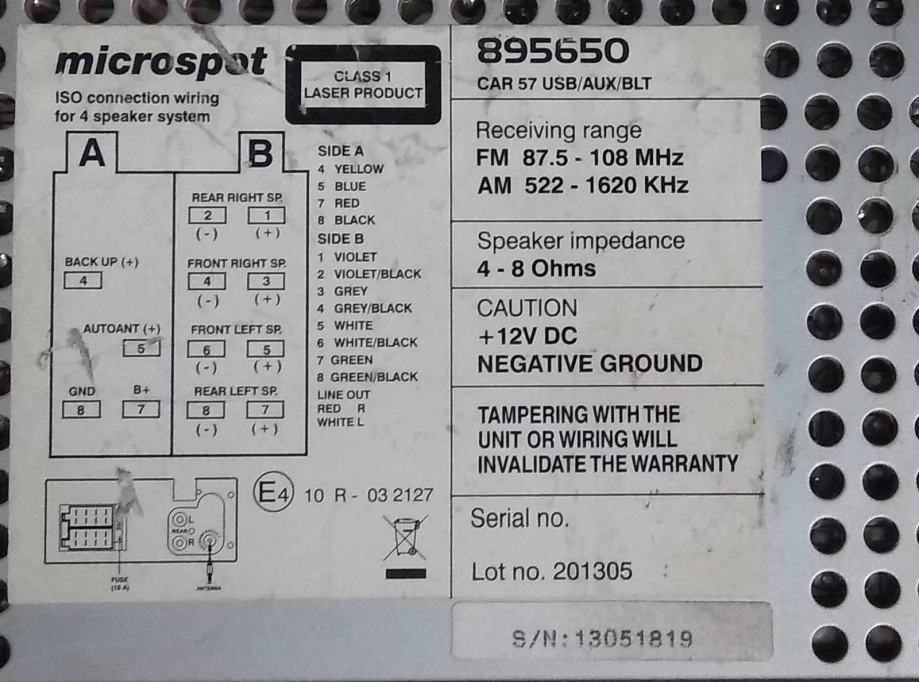 microspot
ISO connection wiring
for 4 speaker system
CLASS 1
LASER PRODUCT
A
B
BACK UP (+)
4
AUTOANT (+)
5
GND B+
8 7
REAR RIGHT SP.
2 1
(-) (+)
FRONT RIGHT SP.
4 3
(-) (+)
FRONT LEFT SP.
6 5
(-) (+)
REAR LEFT SP.
8 7
(-) (+)
SIDE A
4 YELLOW
5 BLUE
7 RED
8 BLACK
SIDE B
1 VIOLET
2 VIOLET/BLACK
3 GREY
4 GREY/BLACK
5 WHITE
6 WHITE/BLACK
7 GREEN
8 GREEN/BLACK
LINE OUT
RED R
WHITE L
L
REAR
R
FUSE
(10 A)
ANTENNA
E4 10 R - 03 2127
895650
CAR 57 USB/AUX/BLT
Receiving range
FM 87.5 - 108 MHz
AM 522 - 1620 KHz
Speaker impedance
4 - 8 Ohms
CAUTION
+12V DC
NEGATIVE GROUND
TAMPERING WITH THE
UNIT OR WIRING WILL
INVALIDATE THE WARRANTY
Serial no.
Lot no. 201305
S/N:13051819